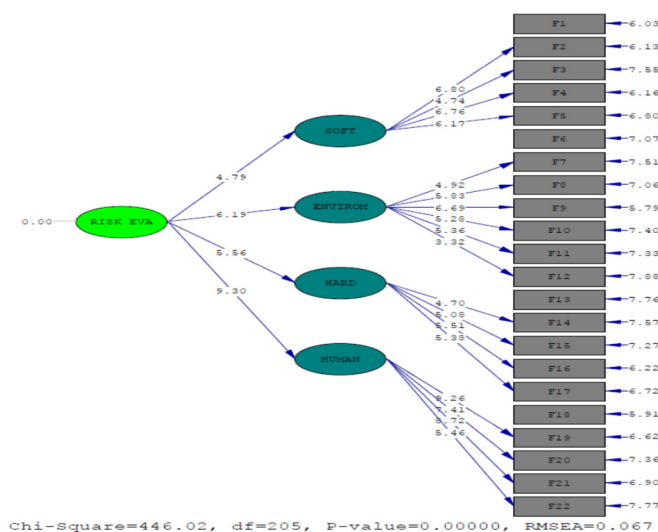 F1 6.03
F2 6.13
F3 7.55
F4 6.16
F5 6.80
F6 7.07
F7 7.51
F8 7.06
F9 5.79
F10 7.40
F11 7.33
F12 7.88
F13 7.76
F14 7.57
F15 7.27
F16 6.22
F17 6.72
F18 5.91
F19 6.62
F20 7.36
F21 6.90
F22 7.77
6.80
4.74
6.76
6.17
SOFT
4.79
4.92
5.83
6.69
5.28
5.36
3.32
ENVIROM
6.19
0.00 RISK EVA
5.56
HARD
4.70
5.08
5.51
5.38
9.30
HUMAN
9.26
7.41
8.72
5.46
Chi-Square=446.02, df=205, P-value=0.00000, RMSEA=0.067